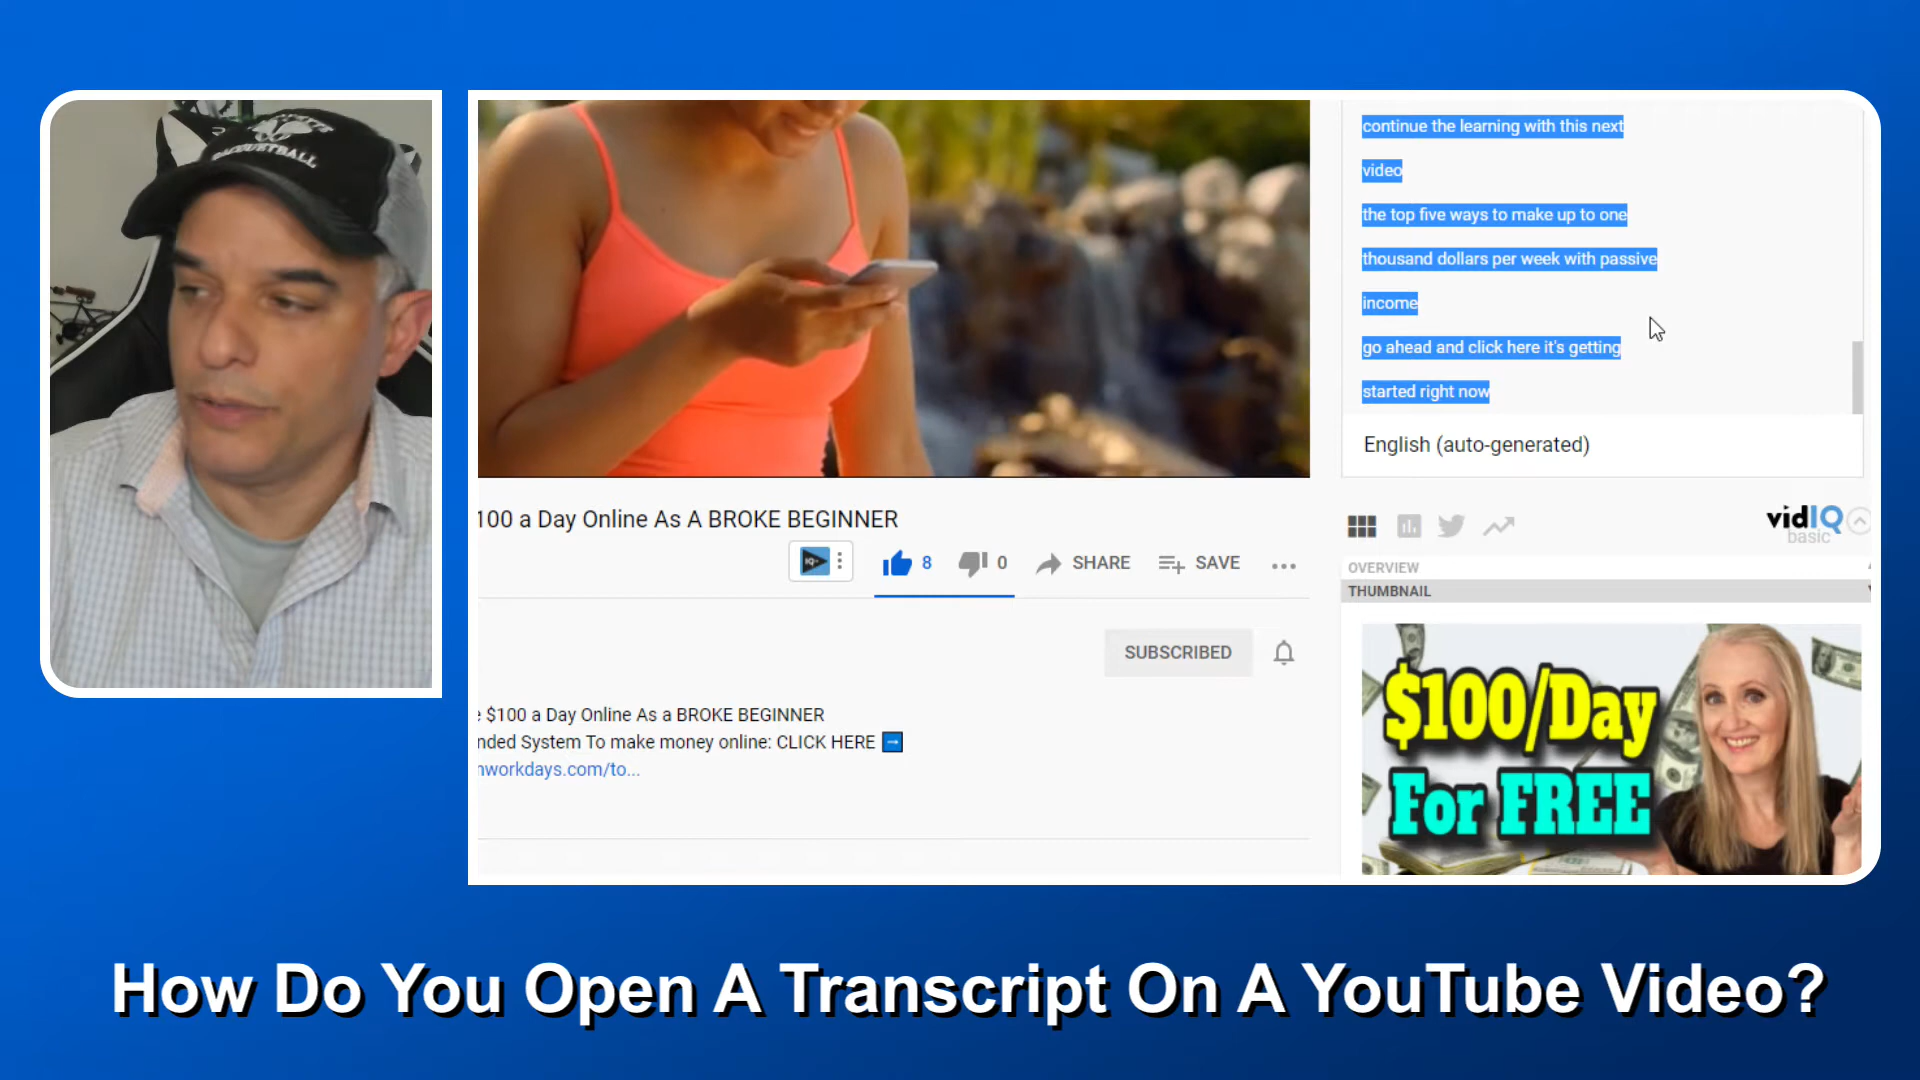 RACQUETBALL
continue the learning with this next
video
the top five ways to make up to one
thousand dollars per week with passive
income
go ahead and click here it's getting
started right now
English (auto-generated)
100 a Day Online As A BROKE BEGINNER
8
0
SHARE
SAVE
SUBSCRIBED
$100 a Day Online As a BROKE BEGINNER
nded System To make money online: CLICK HERE
workdays.com/to...
vidIQ
basic
OVERVIEW
THUMBNAIL
$100/Day
For FREE
How Do You Open A Transcript On A YouTube Video?